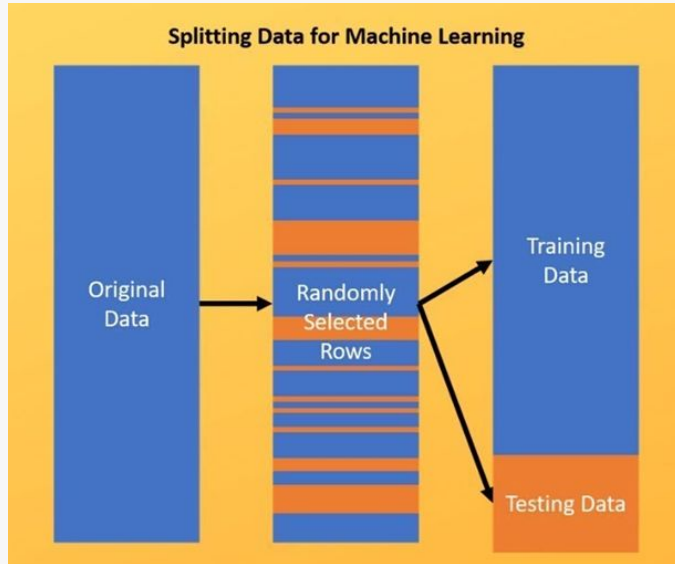 Splitting Data for Machine Learning
Original
Data
Randomly
Selected
Rows
Training
Data
Testing Data